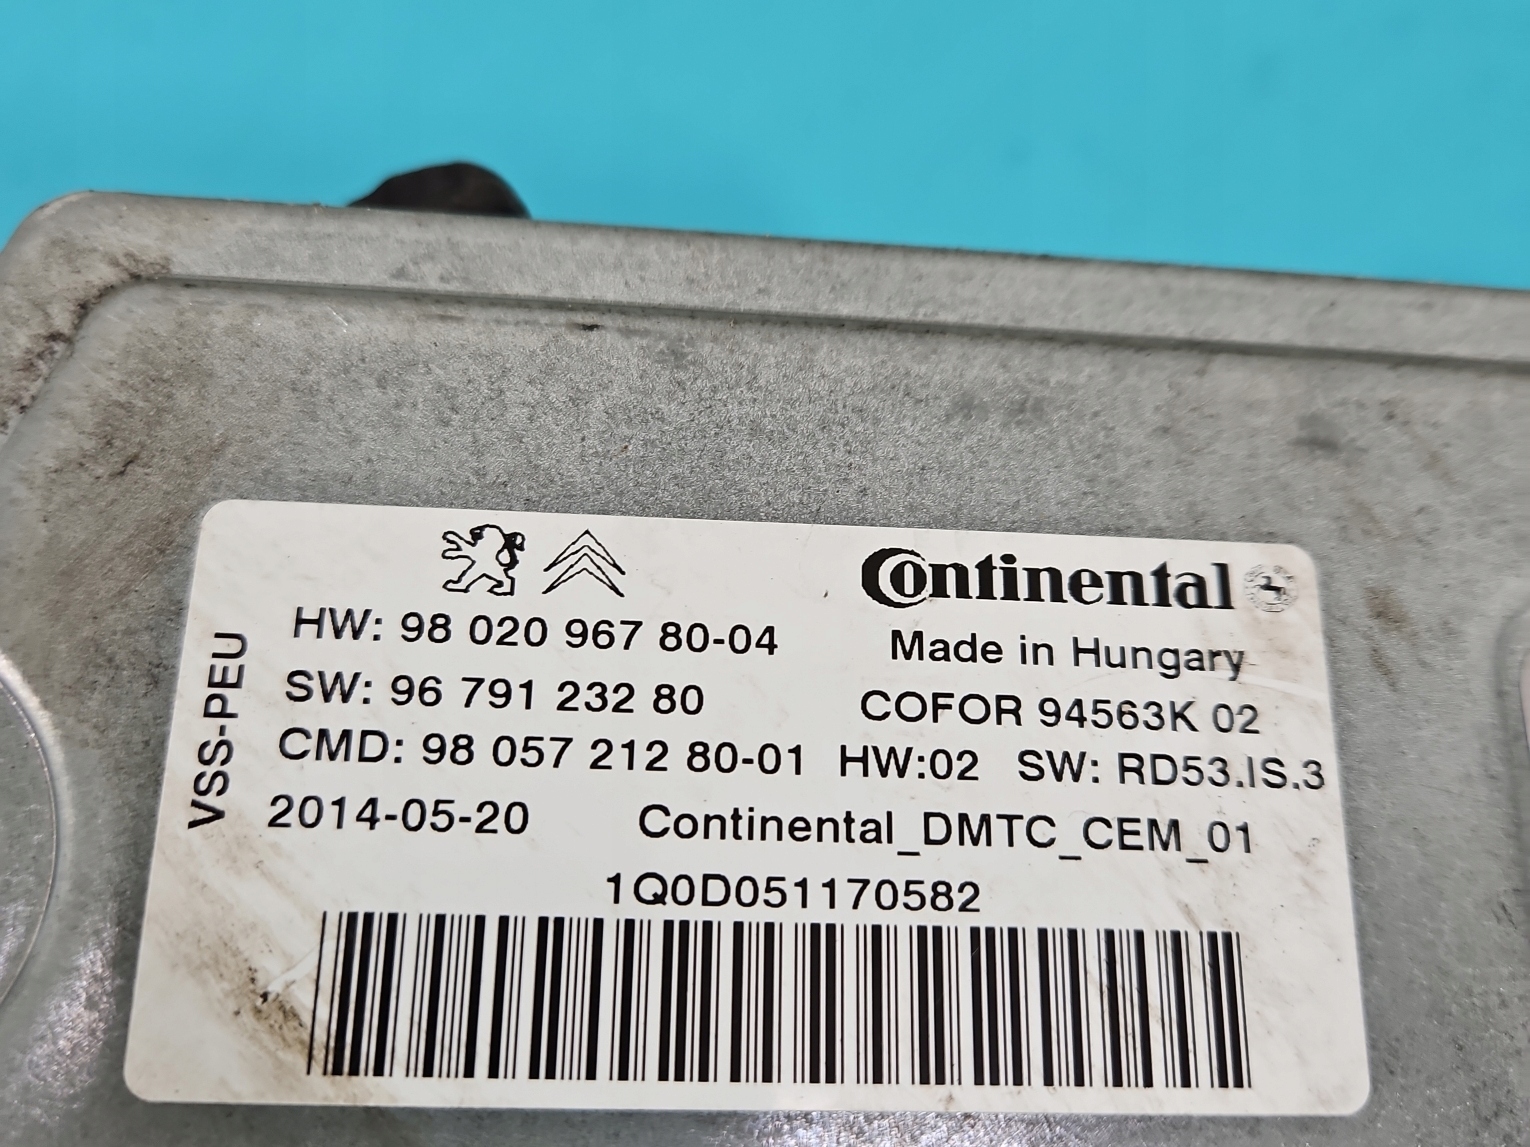 Continental
HW: 98 020 967 80-04
Made in Hungary
SW: 96 791 232 80
COFOR 94563K 02
CMD: 98 057 212 80-01 HW:02 SW: RD53.IS.3
2014-05-20 Continental_DMTC_CEM_01
1Q0D051170582
VSS-PEU